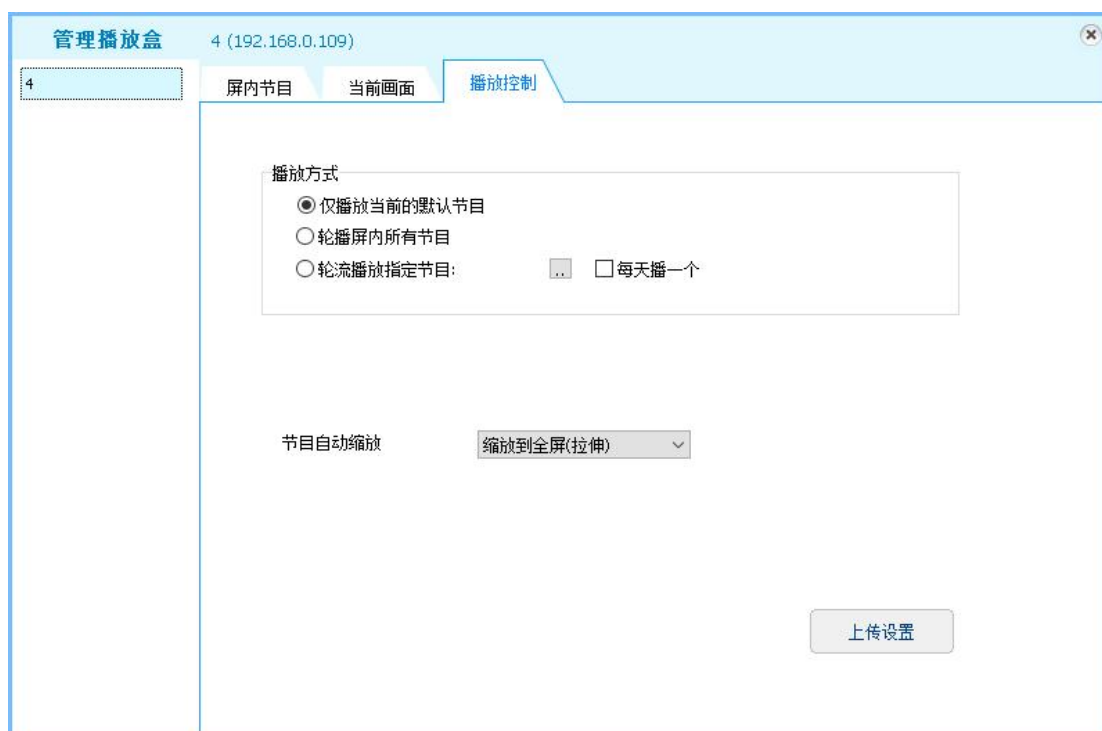 管理播放盒
4 (192.168.0.109)
4
屏内节目
当前画面
播放控制
播放方式
仅播放当前的默认节目
轮播屏内所有节目
轮流播放指定节目: .. 每天播一个
节目自动缩放 缩放到全屏(拉伸)
上传设置